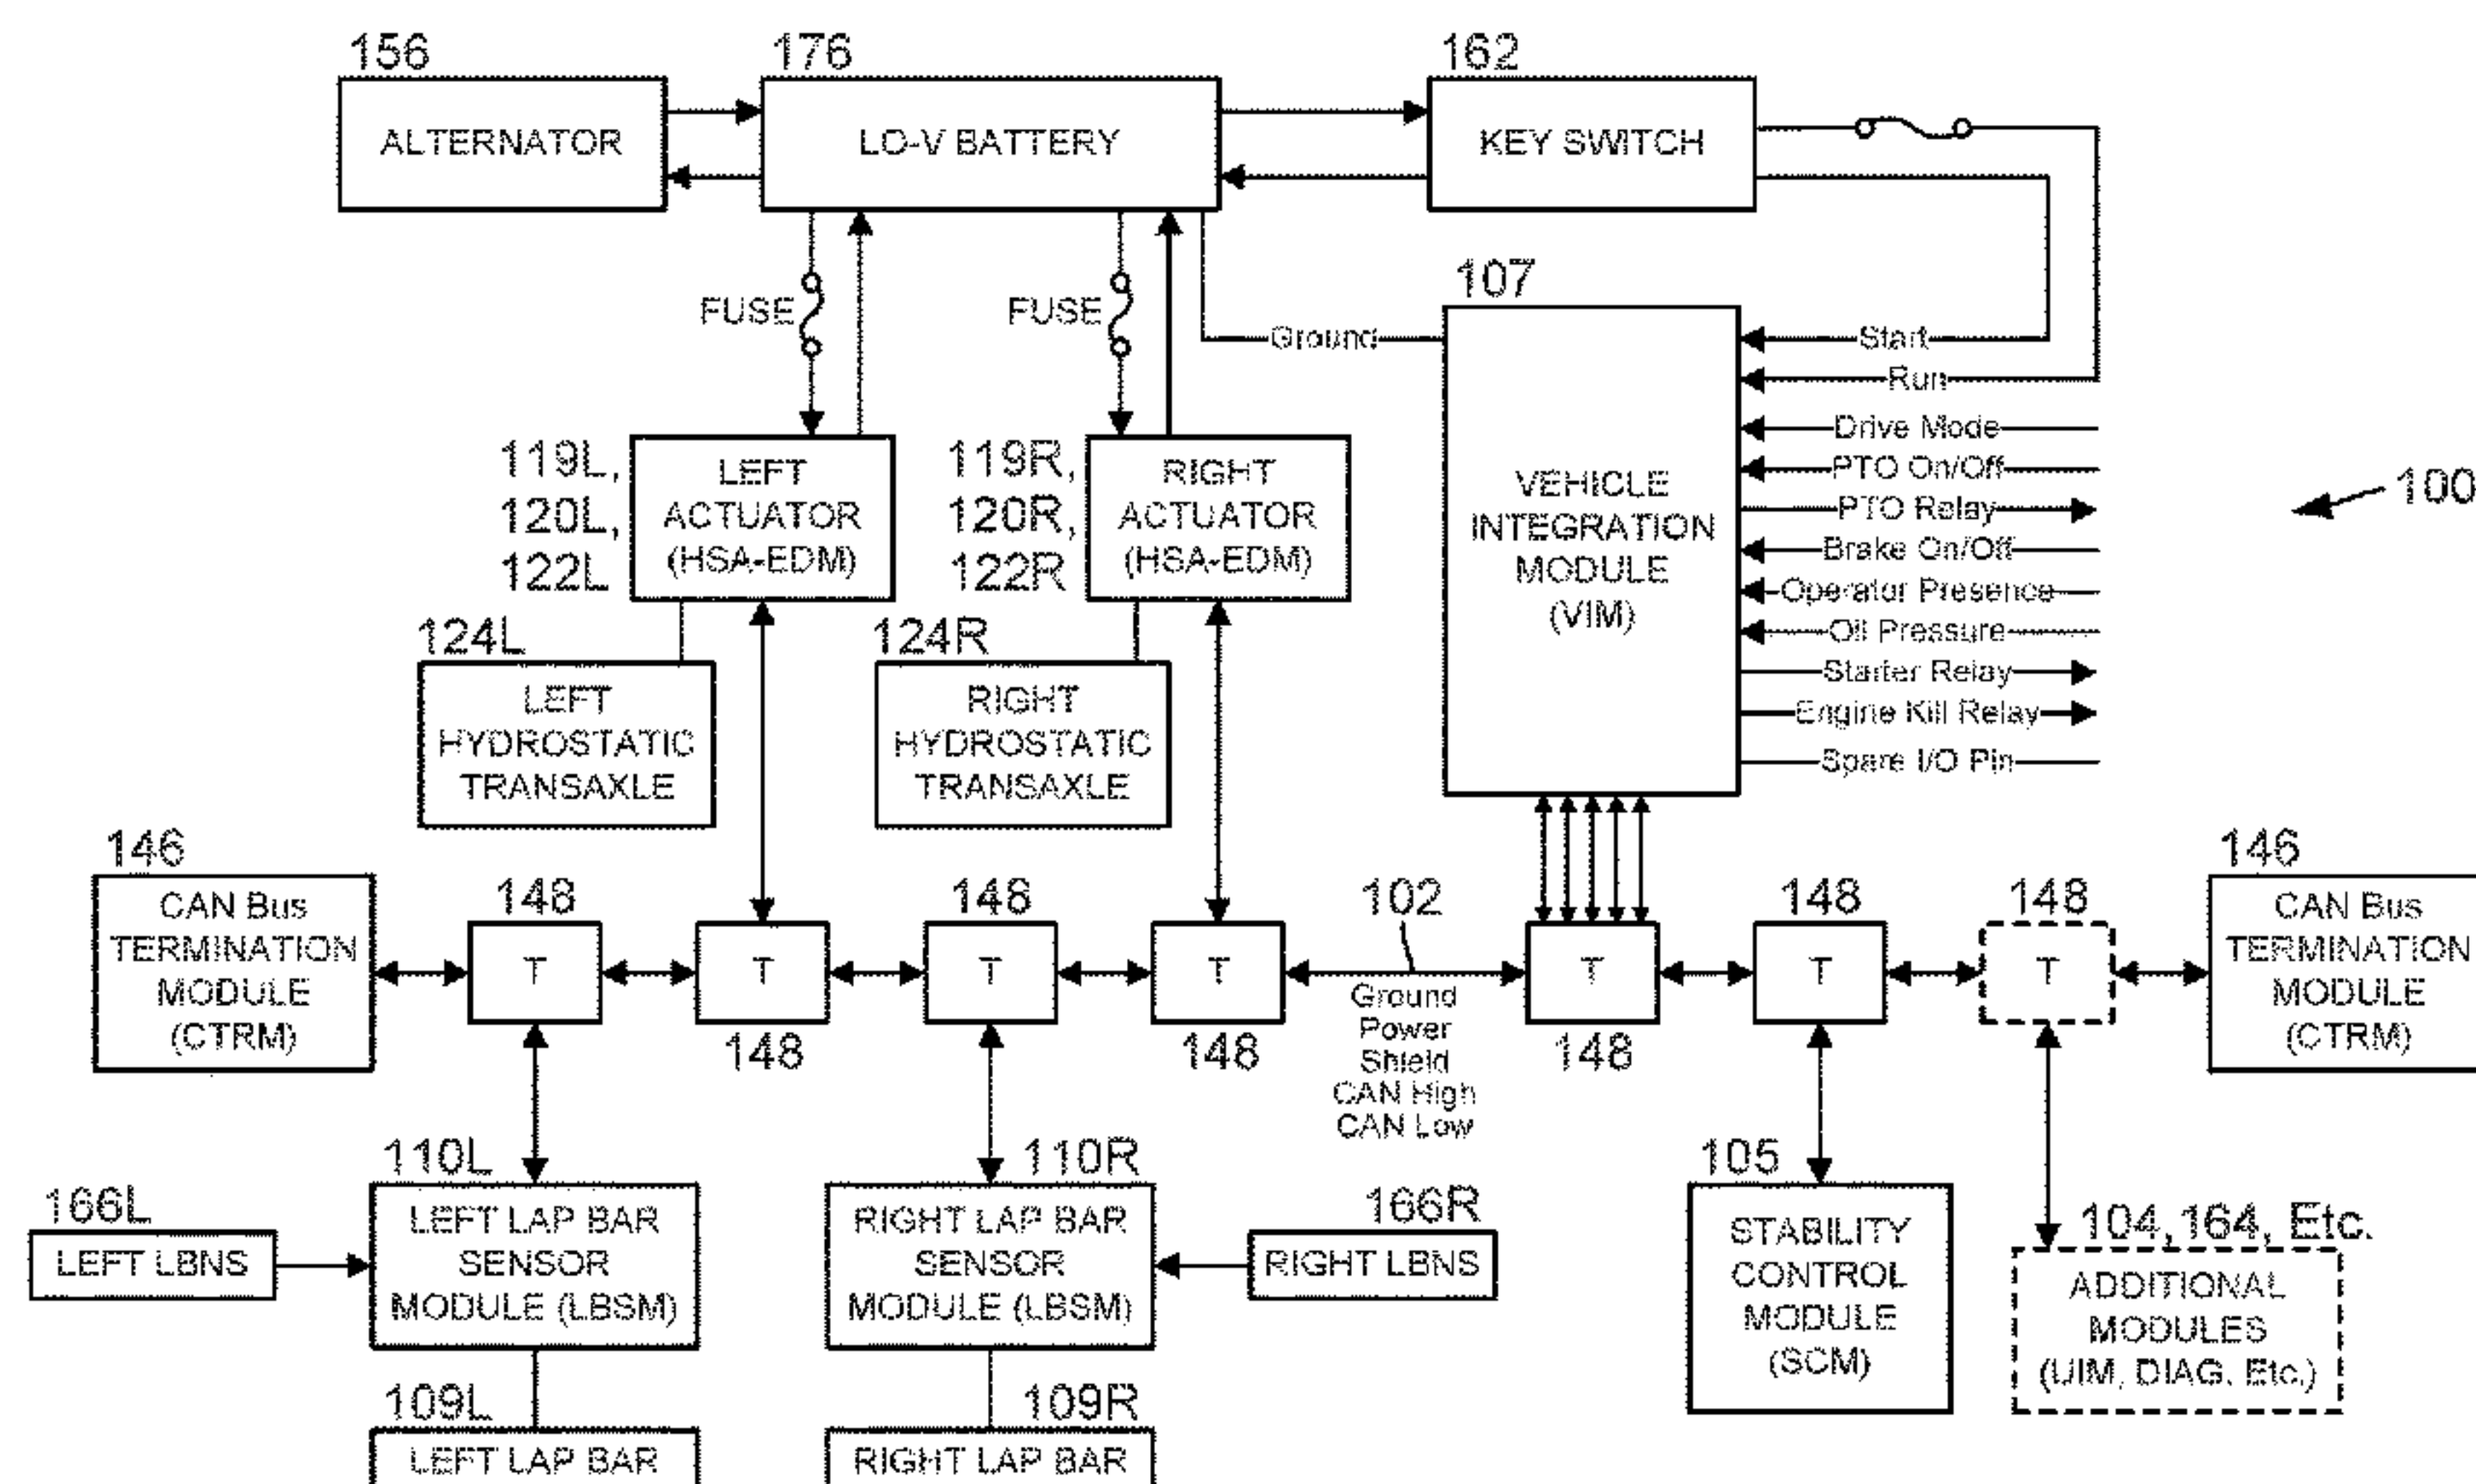 156
ALTERNATOR
176
LO-V BATTERY
162
KEY SWITCH
FUSE
FUSE
Ground
107
VEHICLE
INTEGRATION
MODULE
(VIM)
Start
Run
Drive Mode
PTO On/Off
PTO Relay
Brake On/Off
Operator Presence
Oil Pressure
Starter Relay
Engine Kill Relay
Spare I/O Pin
100
119L,
120L,
122L
LEFT
ACTUATOR
(HSA-EDM)
119R,
120R,
122R
RIGHT
ACTUATOR
(HSA-EDM)
124L
LEFT
HYDROSTATIC
TRANSAXLE
124R
RIGHT
HYDROSTATIC
TRANSAXLE
146
CAN Bus
TERMINATION
MODULE
(CTRM)
148
T
T
148
148
T
T
148
102
Ground
Power
Shield
CAN High
CAN Low
T
148
148
T
148
T
146
CAN Bus
TERMINATION
MODULE
(CTRM)
166L
LEFT LBNS
110L
LEFT LAP BAR
SENSOR
MODULE (LBSM)
110R
RIGHT LAP BAR
SENSOR
MODULE (LBSM)
166R
RIGHT LBNS
105
STABILITY
CONTROL
MODULE
(SCM)
104,164, Etc.
ADDITIONAL
MODULES
(UIM, DIAG. Etc.)
109L
LEFT LAP BAR
109R
RIGHT LAP BAR